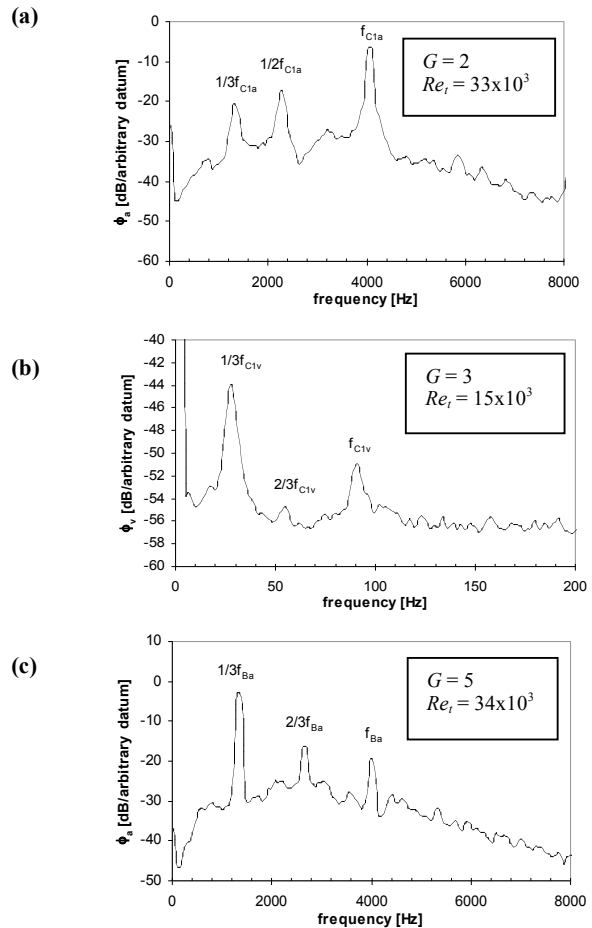 (a)
0
-10
-20
-30
-40
-50
-60
ϕa [dB/arbitrary datum]
1/3fC1a
1/2fC1a
fC1a
G = 2
Ret = 33x10³
0 2000 4000 6000 8000
frequency [Hz]
(b)
-40
-42
-44
-46
-48
-50
-52
-54
-56
-58
-60
ϕv [dB/arbitrary datum]
1/3fC1v
2/3fC1v
fC1v
G = 3
Ret = 15x10³
0 50 100 150 200
frequency [Hz]
(c)
10
0
-10
-20
-30
-40
-50
ϕa [dB/arbitrary datum]
1/3fBa
2/3fBa
fBa
G = 5
Ret = 34x10³
0 2000 4000 6000 8000
frequency [Hz]